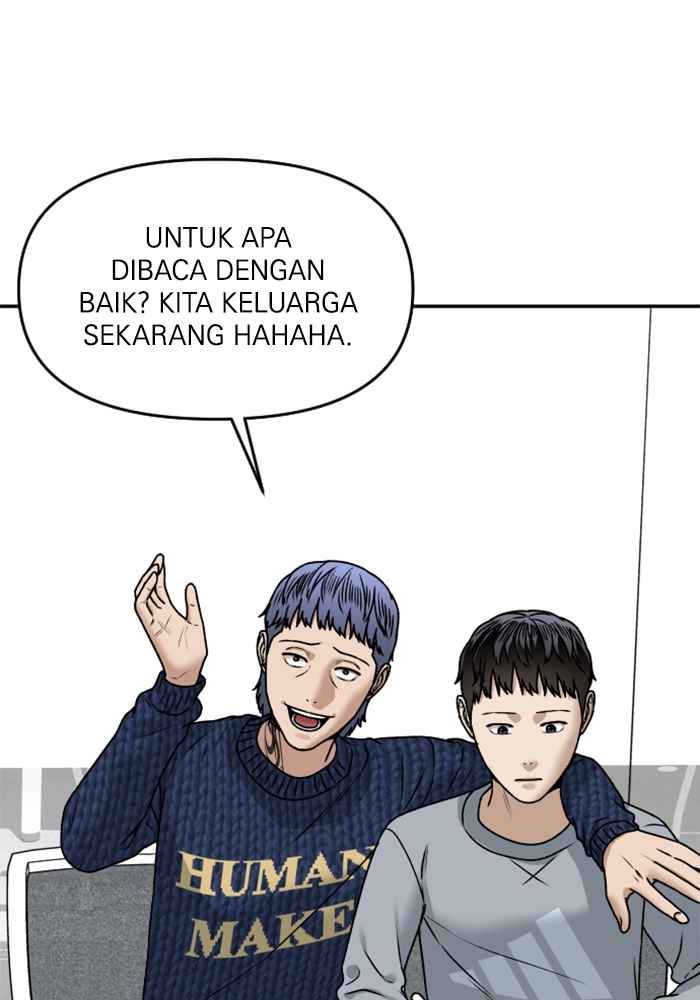 UNTUK APA
DIBACA DENGAN
BAIK? KITA KELUARGA
SEKARANG HAHAHA.
HUMAN
MAKE